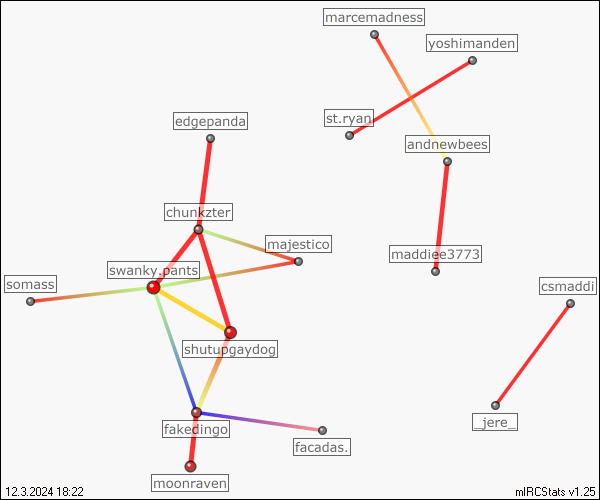 marcemadness
yoshimanden
st.ryan
edgepanda
andnewbees
chunkzter
majestico
maddiee3773
swanky.pants
somass
csmaddi
shutupgaydog
_jere_
fakedingo
facadas.
moonraven
12.3.2024 18:22
mIRCStats v1.25